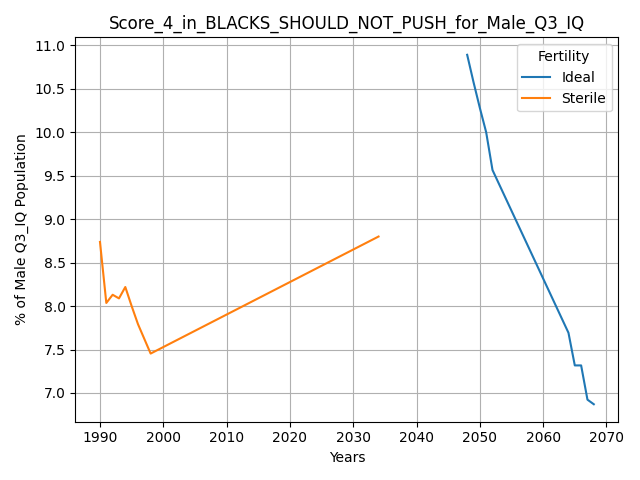 Score_4_in_BLACKS_SHOULD_NOT_PUSH_for_Male_Q3_IQ
% of Male Q3_IQ Population
11.0
10.5
10.0
9.5
9.0
8.5
8.0
7.5
7.0
Fertility
Ideal
Sterile
1990 2000 2010 2020 2030 2040 2050 2060 2070
Years